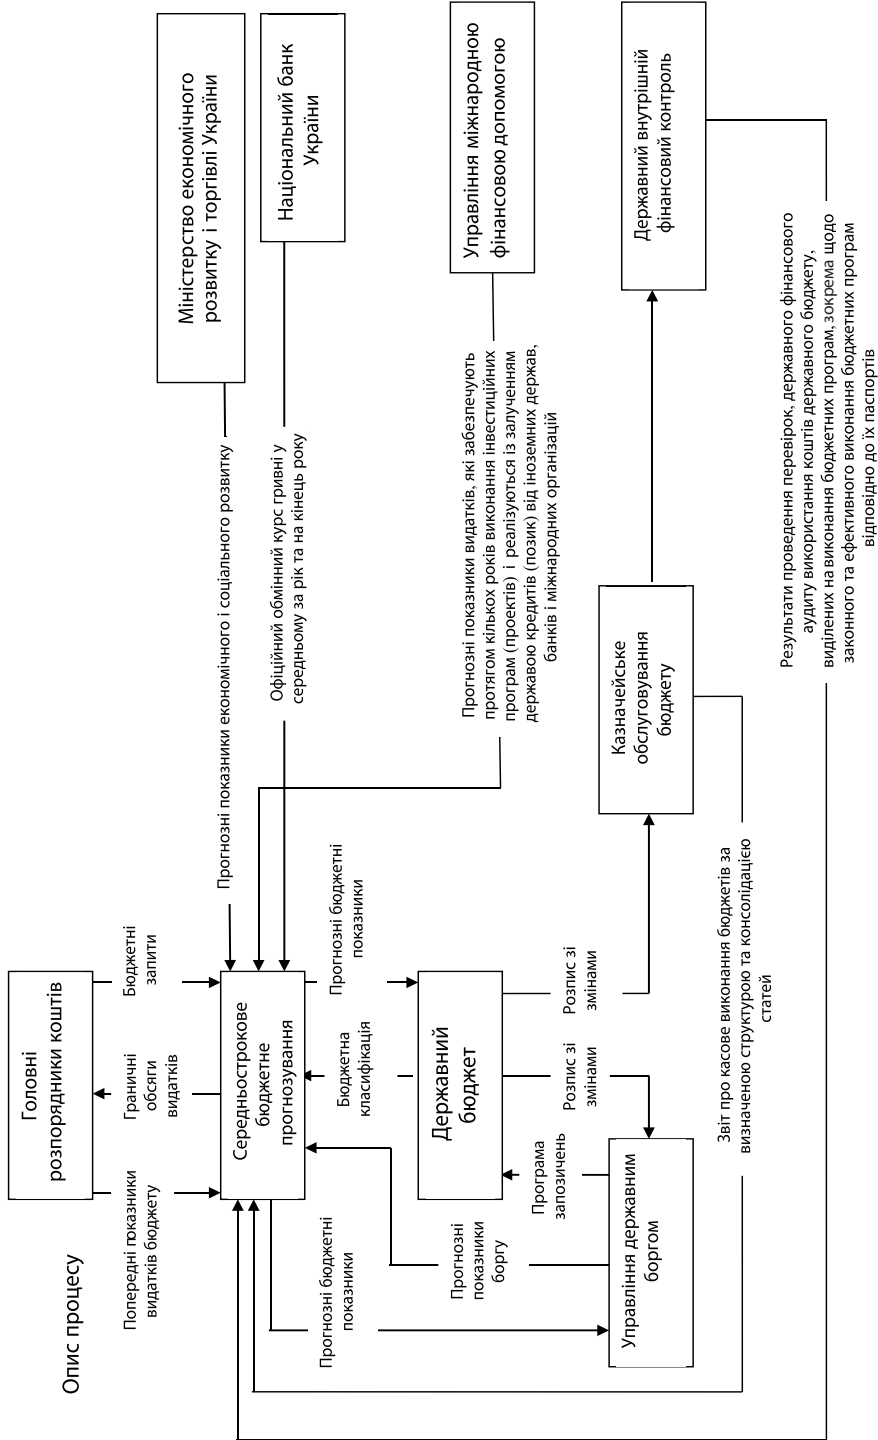 Опис процесу
Попередні показники
видатків бюджету
Граничні
обсяги
видатків
Бюджетні
запити
Головні
розпорядники коштів
Середньострокове
бюджетне
прогнозування
Прогнозні показники економічного і соціального розвитку
Міністерство економічного
розвитку і торгівлі України
Офіційний обмінний курс гривні у
середньому за рік та на кінець року
Національний банк
України
Прогнозні бюджетні
показники
Бюджетна
класифікація
Прогнозні бюджетні
показники
Державний
бюджет
Прогнозні показники видатків, які забезпечують
протягом кількох років виконання інвестиційних
програм (проектів) і реалізуються із залученням
державою кредитів (позик) від іноземних держав,
банків і міжнародних організацій
Управління міжнародною
фінансовою допомогою
Прогнозні
показники
боргу
Програма
запозичень
Розпис зі
змінами
Розпис зі
змінами
Управління державним
боргом
Казначейське
обслуговування
бюджету
Державний внутрішній
фінансовий контроль
Звіт про касове виконання бюджетів за
визначеною структурою та консолідацією
статей
Результати проведення перевірок, державного фінансового
аудиту використання коштів державного бюджету,
виділених на виконання бюджетних програм, зокрема щодо
законного та ефективного виконання бюджетних програм
відповідно до їх паспортів